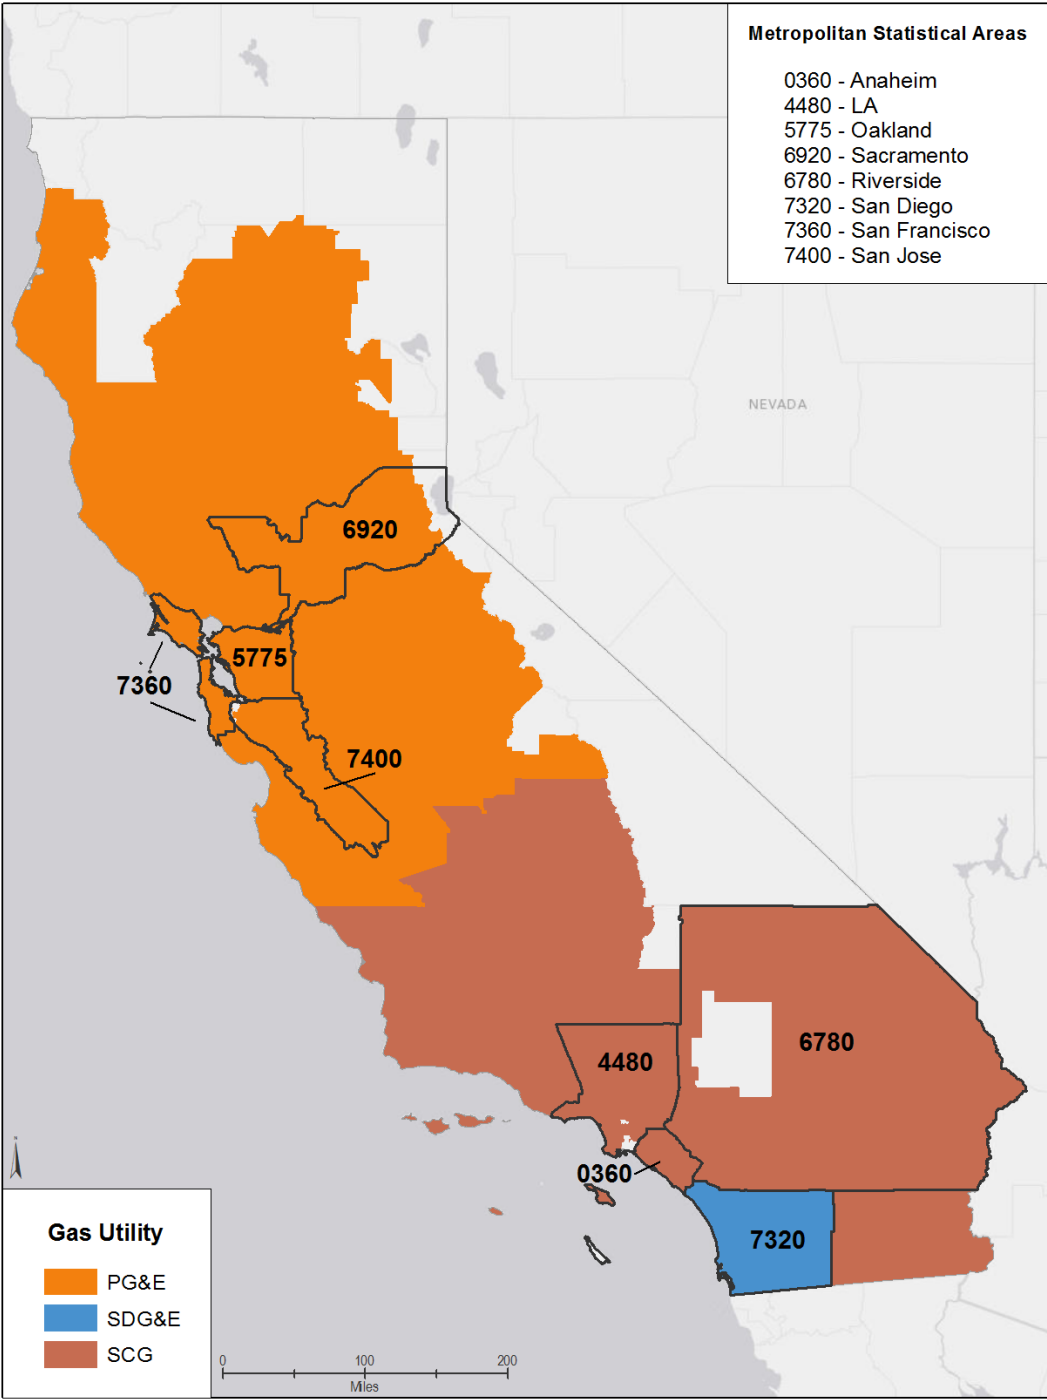 Metropolitan Statistical Areas
0360 - Anaheim
4480 - LA
5775 - Oakland
6920 - Sacramento
6780 - Riverside
7320 - San Diego
7360 - San Francisco
7400 - San Jose
NEVADA
6920
5775
7360
7400
6780
4480
0360
7320
Gas Utility
PG&E
SDG&E
SCG
0 100 200
Miles